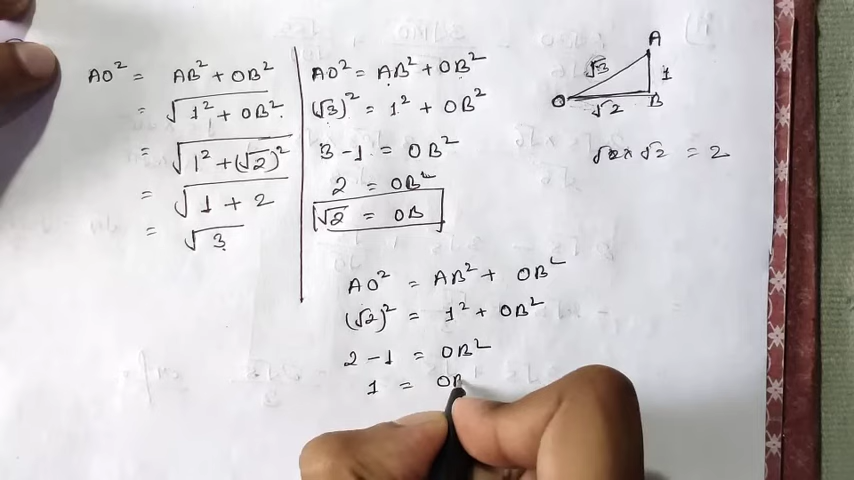 AO² = AB² + OB²
= √1² + OB²
= √1² + (√2)²
= √1 + 2
= √3
AO² = AB² + OB²
(√3)² = 1² + OB²
3 - 1 = OB²
2 = OB²
√2 = OB
AO² = AB² + OB²
(√2)² = 1² + OB²
2 - 1 = OB²
1 = OB
A
√3
1
O
√2
B
√2 x √2 = 2